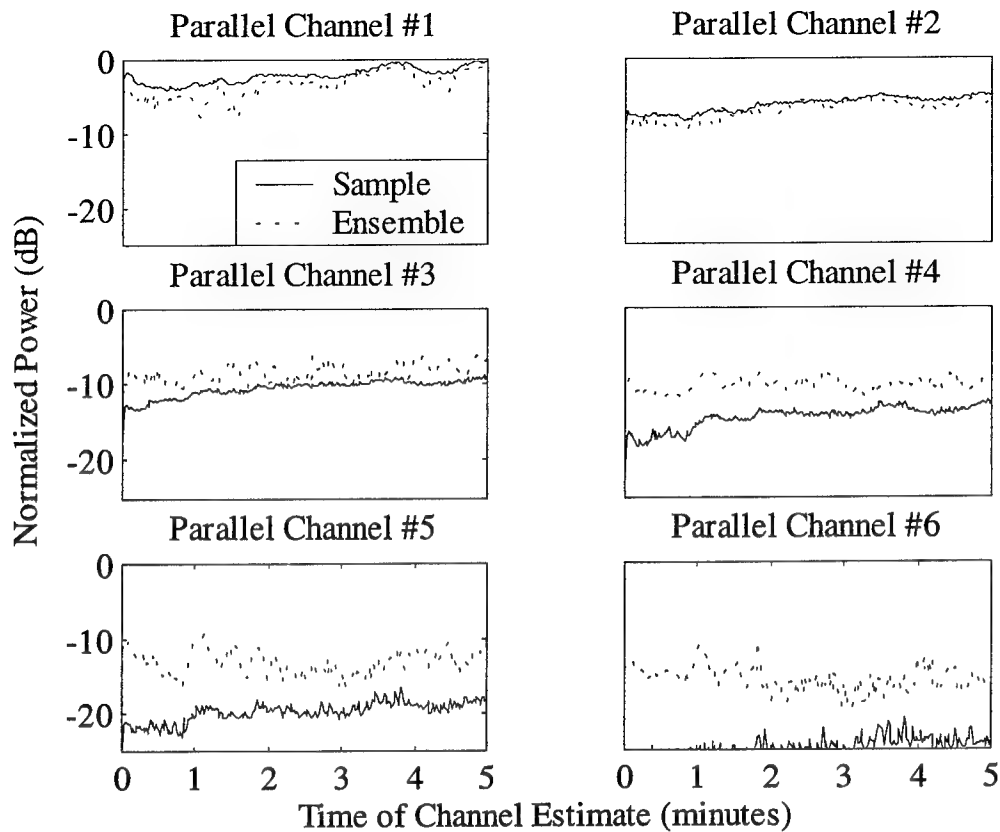 Parallel Channel #1
Parallel Channel #2
0
-10
-20
Sample
Ensemble
Normalized Power (dB)
Parallel Channel #3
Parallel Channel #4
0
-10
-20
Parallel Channel #5
Parallel Channel #6
0
-10
-20
0 1 2 3 4 5
0 1 2 3 4 5
Time of Channel Estimate (minutes)